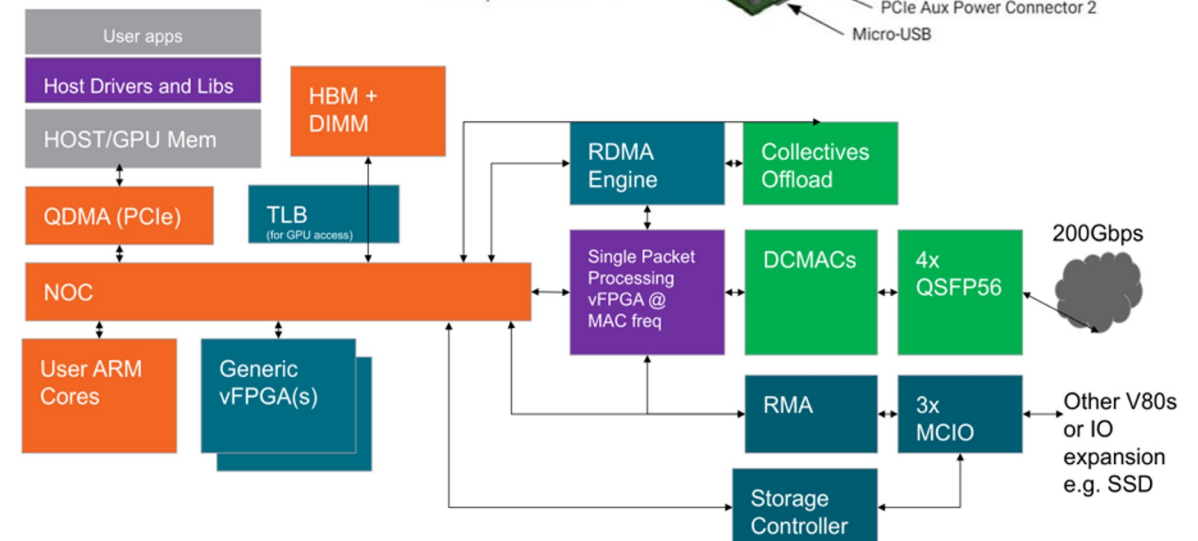 PCIe Aux Power Connector 2
Micro-USB
User apps
Host Drivers and Libs
HOST/GPU Mem
HBM +
DIMM
RDMA
Engine
Collectives
Offload
QDMA (PCIe)
TLB
(for GPU access)
200Gbps
Single Packet
Processing
vFPGA @
MAC freq
DCMACs
4x
QSFP56
NOC
User ARM
Cores
Generic
vFPGA(s)
RMA
3x
MCIO
Other V80s
or IO
expansion
e.g. SSD
Storage
Controller